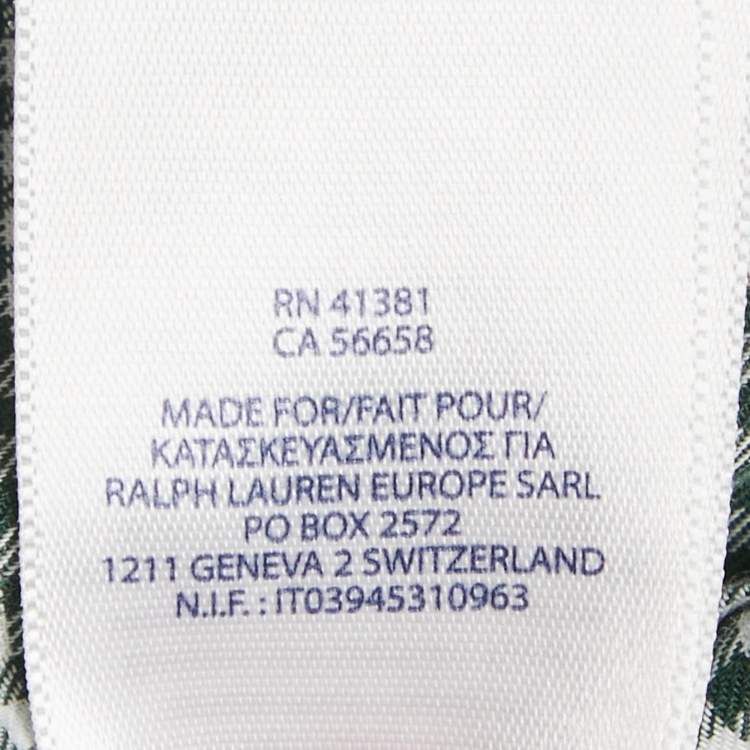 RN 41381
CA 56658
MADE FOR/FAIT POUR/
ΚΑΤΑΣΚΕΥΑΣΜΕΝΟΣ ΓΙΑ
RALPH LAUREN EUROPE SARL
PO BOX 2572
1211 GENEVA 2 SWITZERLAND
N.I.F. : IT03945310963